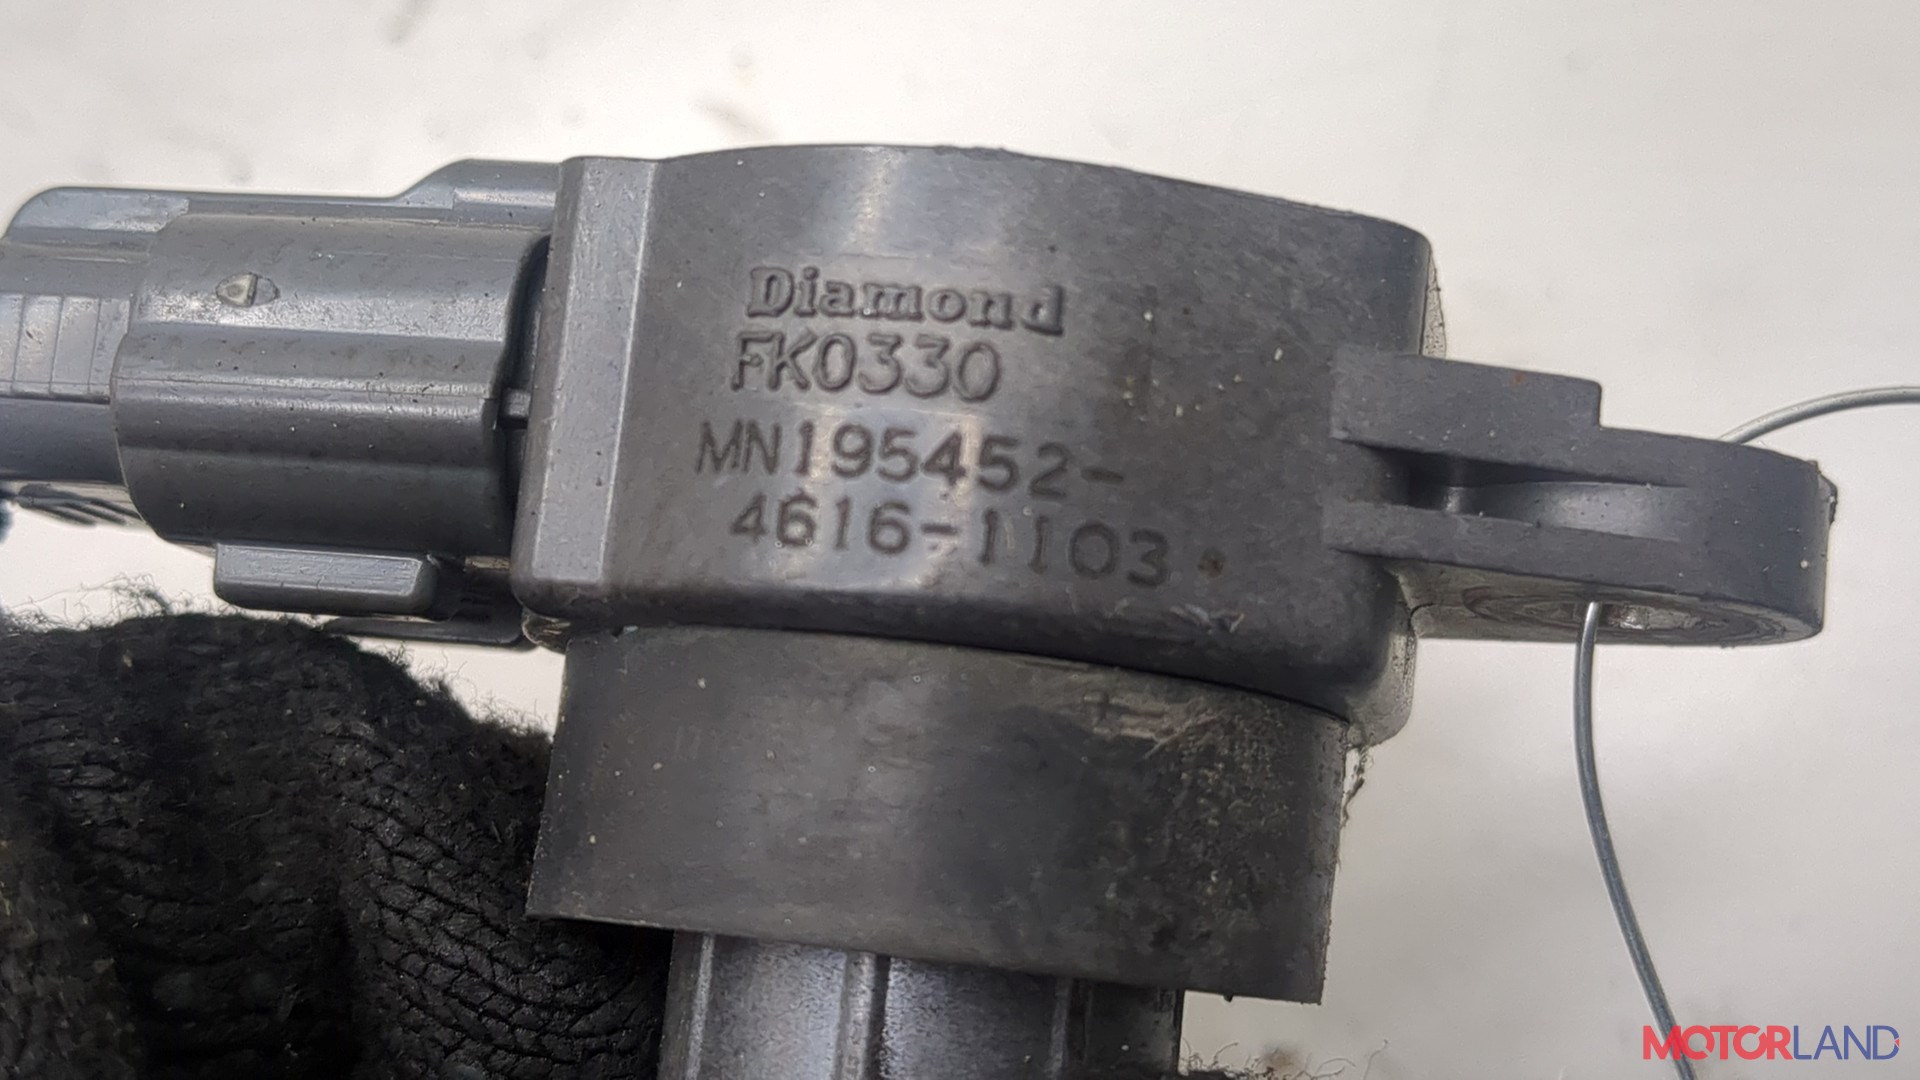 Diamond
FK0330
MN195452-
4616-1103
MOTORLAND